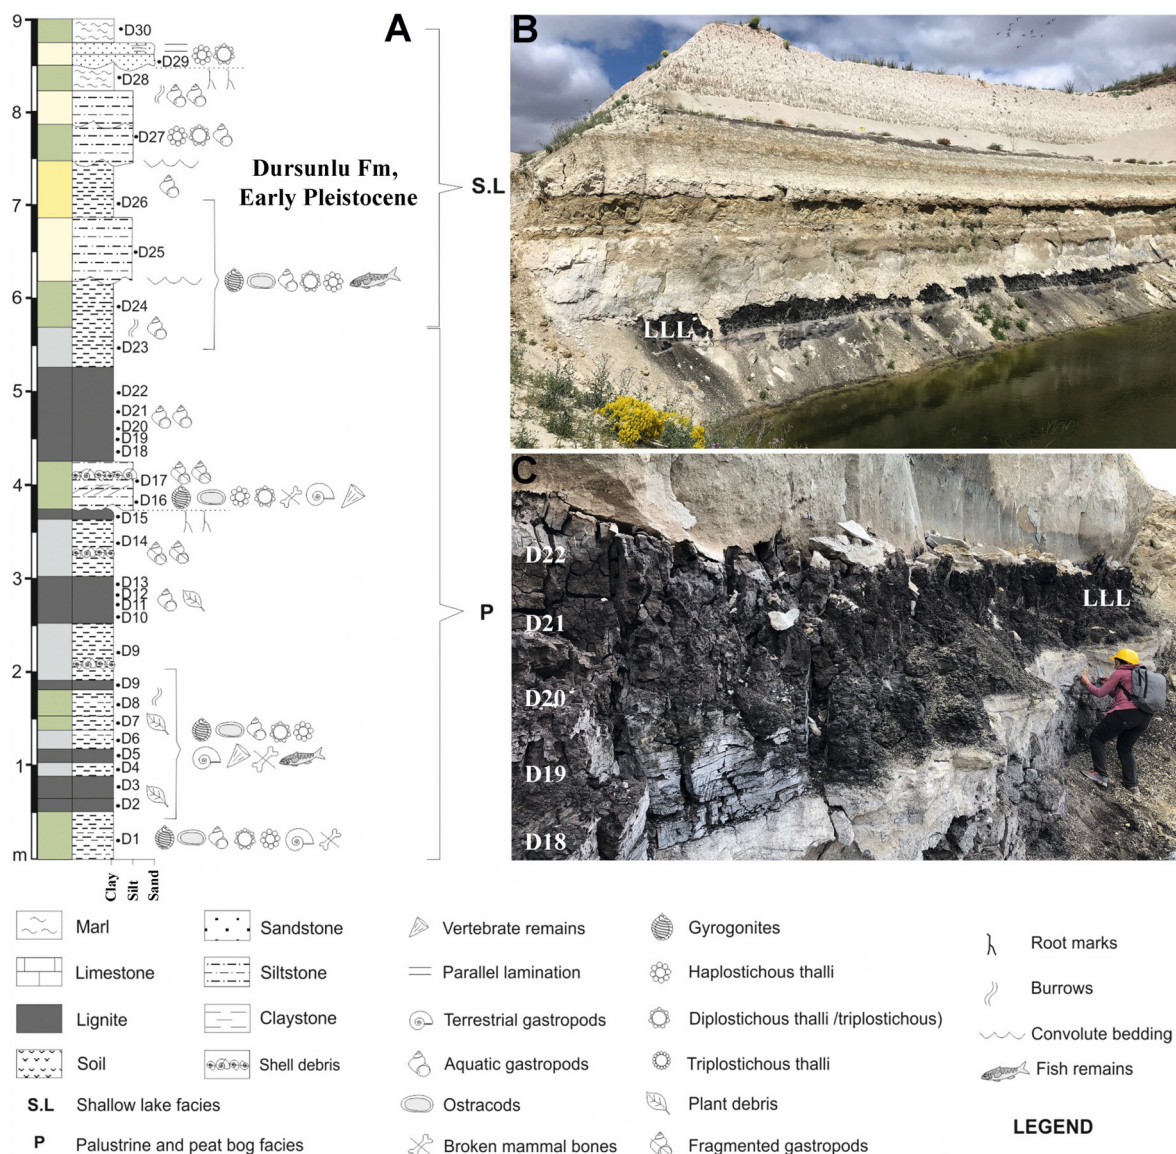 A
9
D30
D29
D28
8
D27
Dursunlu Fm,
Early Pleistocene
S.L
7
D26
D25
6
D24
D23
5
D22
D21
D20
D19
D18
4
D17
D16
D15
D14
3
D13
D12
D11
D10
P
D9
2
D9
D8
D7
D6
D5
1
D4
D3
D2
D1
m
Clay
Silt
Sand
B
LLL
C
D22
D21
D20
D19
D18
LLL
Marl
Limestone
Lignite
Soil
S.L Shallow lake facies
P Palustrine and peat bog facies
Sandstone
Siltstone
Claystone
Shell debris
Vertebrate remains
Parallel lamination
Terrestrial gastropods
Aquatic gastropods
Ostracods
Broken mammal bones
Gyrogonites
Haplostichous thalli
Diplostichous thalli /triplostichous)
Triplostichous thalli
Plant debris
Fragmented gastropods
Root marks
Burrows
Convolute bedding
Fish remains
LEGEND